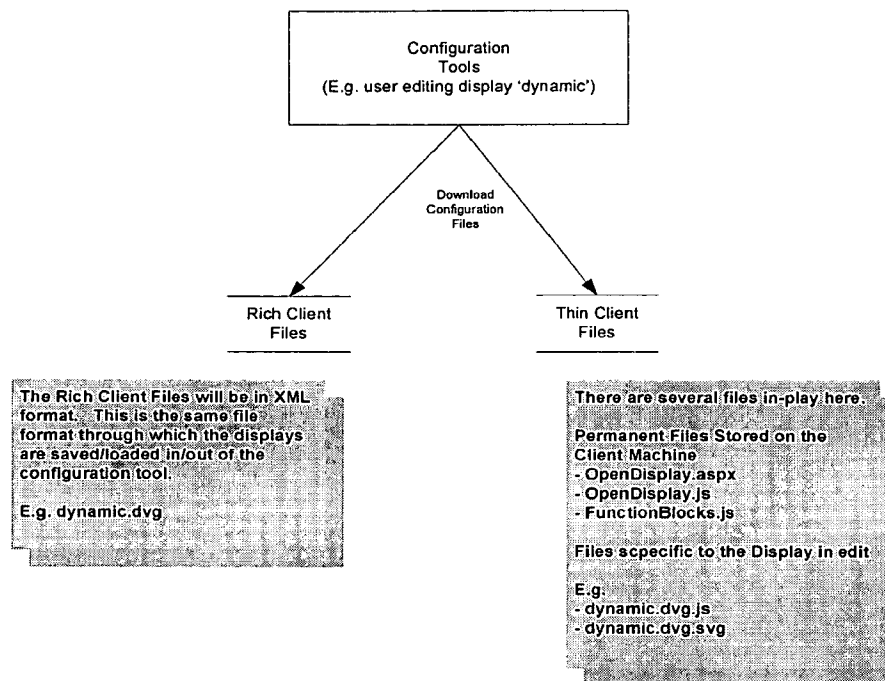 Configuration
Tools
(E.g. user editing display 'dynamic')
Download
Configuration
Files
Rich Client
Files
Thin Client
Files
The Rich Client Files will be in XML
format. This is the same file
format through which the displays
are saved/loaded in/out of the
configuration tool.
E.g. dynamic.dvg
There are several files in-play here.
Permanent Files Stored on the
Client Machine
- OpenDisplay.aspx
- OpenDisplay.js
- FunctionBlocks.js
Files scpecific to the Display in edit
E.g.
- dynamic.dvg.js
- dynamic.dvg.svg